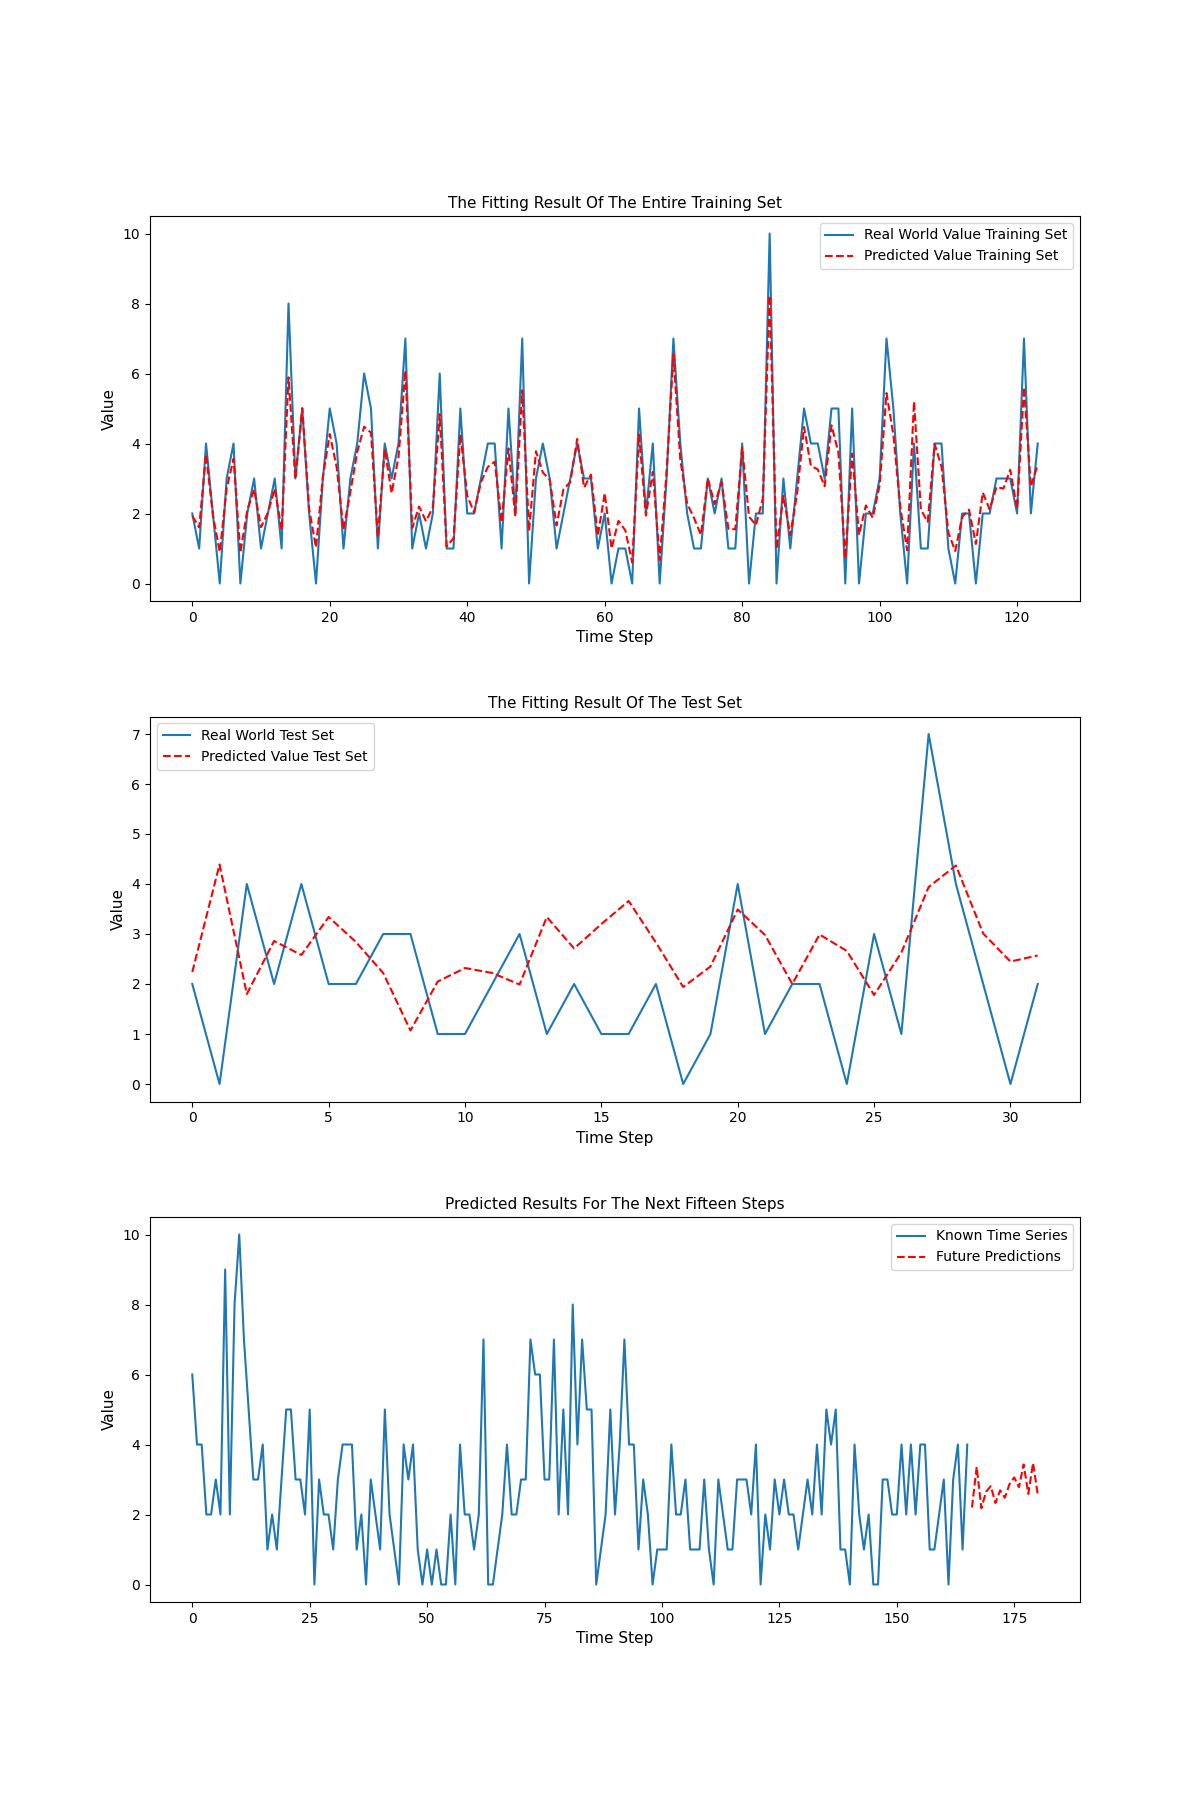 The Fitting Result Of The Entire Training Set
Real World Value Training Set
Predicted Value Training Set
Value
10
8
6
4
2
0
0 20 40 60 80 100 120
Time Step
The Fitting Result Of The Test Set
Real World Test Set
Predicted Value Test Set
Value
7
6
5
4
3
2
1
0
0 5 10 15 20 25 30
Time Step
Predicted Results For The Next Fifteen Steps
Known Time Series
Future Predictions
Value
10
8
6
4
2
0
0 25 50 75 100 125 150 175
Time Step